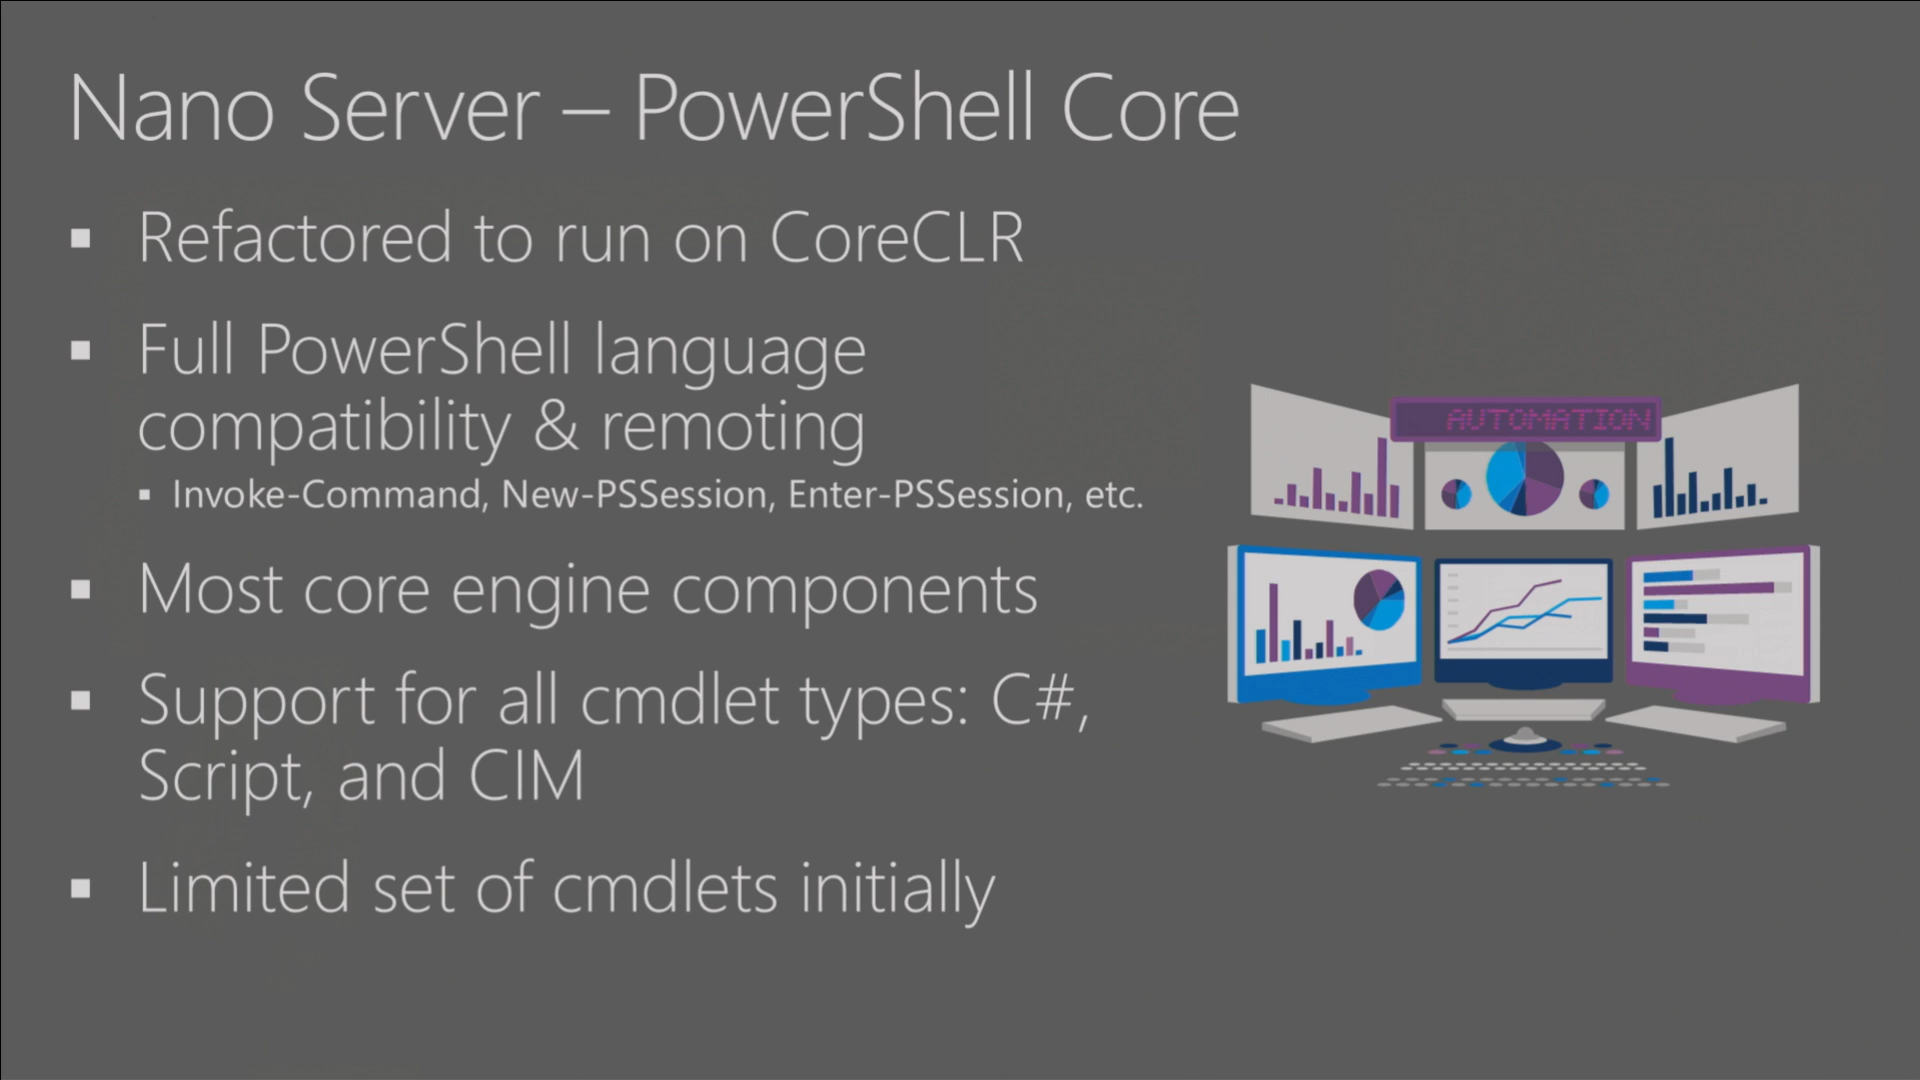 Nano Server – PowerShell Core
▪ Refactored to run on CoreCLR
▪ Full PowerShell language
compatibility & remoting
▪ Invoke-Command, New-PSSession, Enter-PSSession, etc.
▪ Most core engine components
▪ Support for all cmdlet types: C#,
Script, and CIM
▪ Limited set of cmdlets initially
AUTOMATION